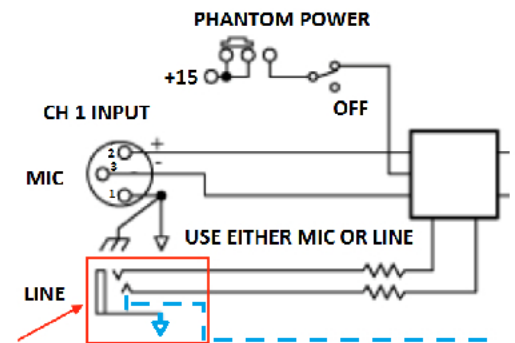 PHANTOM POWER
+15
OFF
CH 1 INPUT
2
+
3
-
-
MIC
1
USE EITHER MIC OR LINE
LINE